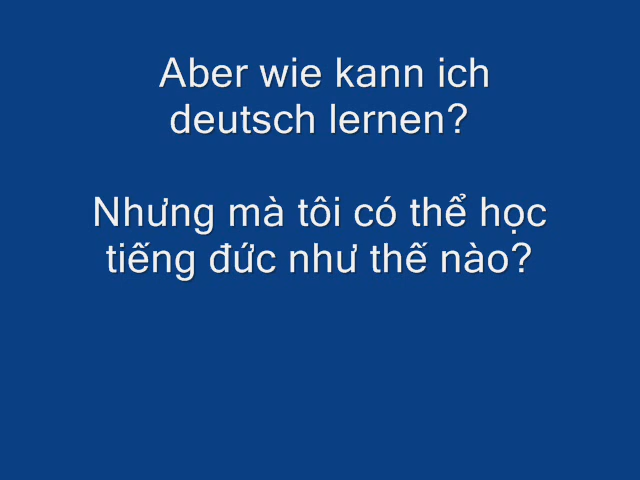 Aber wie kann ich
deutsch lernen?
Nhưng mà tôi có thể học
tiếng đức như thế nào?